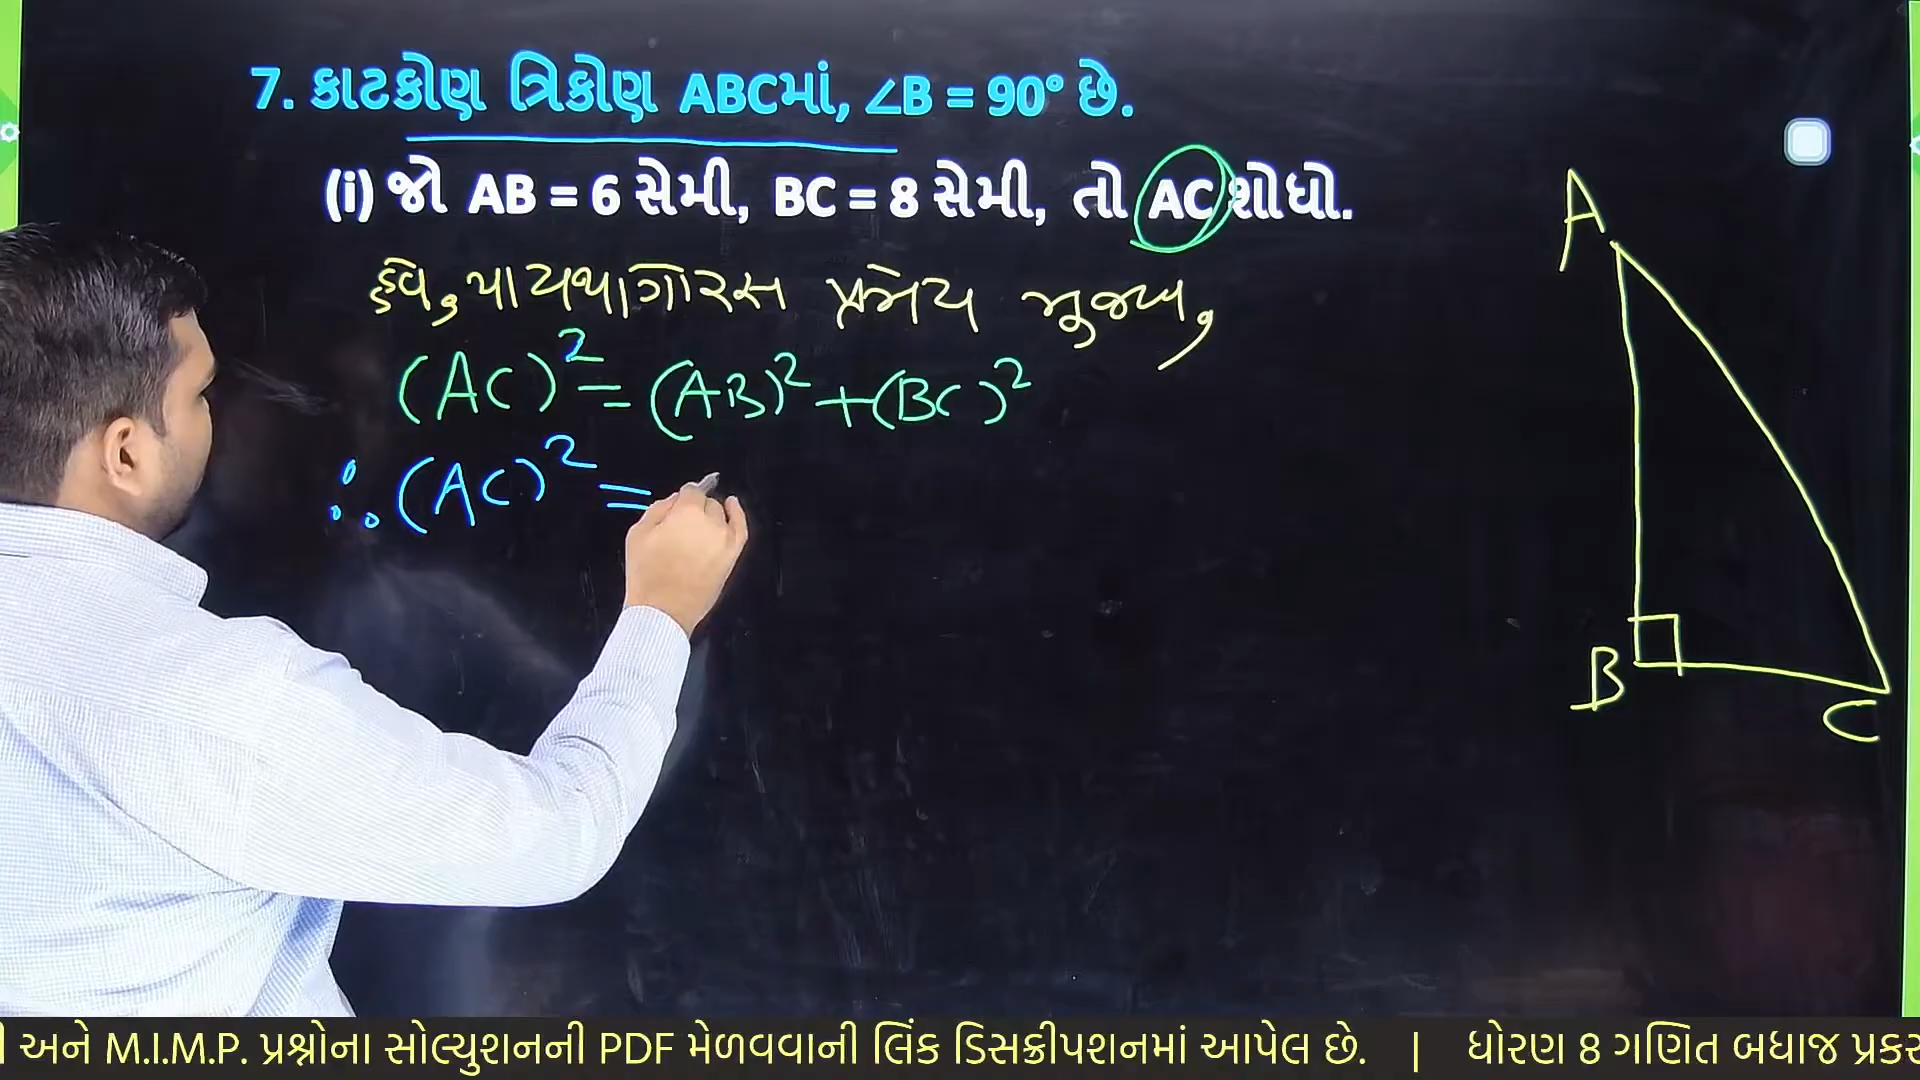 7. કાટકોણ ત્રિકોણ ABCમાં, ∠B = 90° છે.
(i) જો AB = 6 સેમી, BC = 8 સેમી, તો AC શોધો.
હવે, પાયથાગોરસ પ્રમેય મુજબ,
(AC)² = (AB)² + (BC)²
∴ (AC)² =
A
B
C
અને M.I.M.P. પ્રશ્નોના સોલ્યુશનની PDF મેળવવાની લિંક ડિસક્રીપશનમાં આપેલ છે. | ધોરણ 8 ગણિત બધાજ